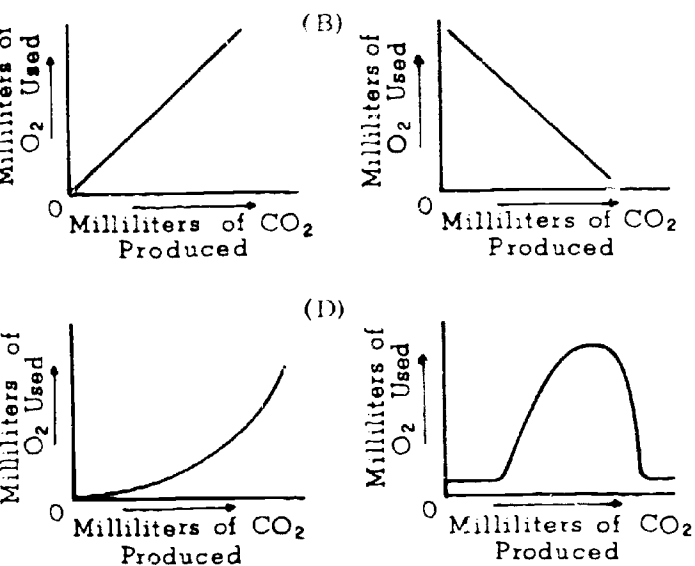 (B)
Milliliters of
O₂ Used
0
Milliliters of CO₂
Produced
Milliliters of
O₂ Used
0
Milliliters of CO₂
Produced
(D)
Milliliters of
O₂ Used
0
Milliliters of CO₂
Produced
Milliliters of
O₂ Used
0
Milliliters of CO₂
Produced